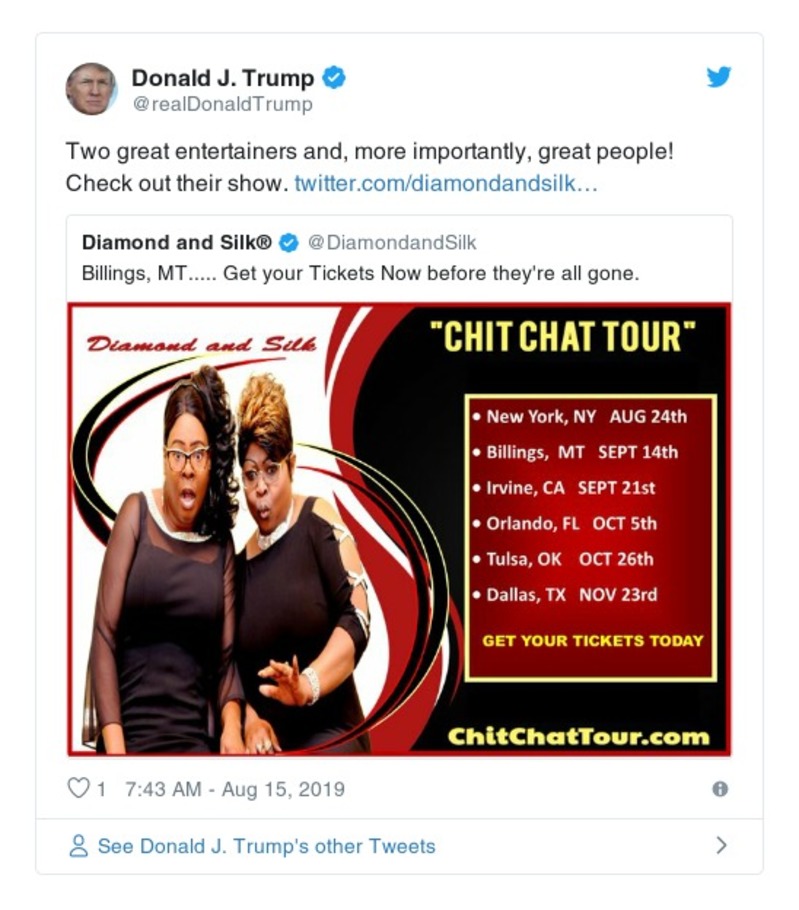 Donald J. Trump
@realDonaldTrump
Two great entertainers and, more importantly, great people!
Check out their show. twitter.com/diamondandsilk…
Diamond and Silk® @DiamondandSilk
Billings, MT..... Get your Tickets Now before they're all gone.
Diamond and Silk
"CHIT CHAT TOUR"
• New York, NY AUG 24th
• Billings, MT SEPT 14th
• Irvine, CA SEPT 21st
• Orlando, FL OCT 5th
• Tulsa, OK OCT 26th
• Dallas, TX NOV 23rd
GET YOUR TICKETS TODAY
ChitChatTour.com
1 7:43 AM - Aug 15, 2019
See Donald J. Trump's other Tweets